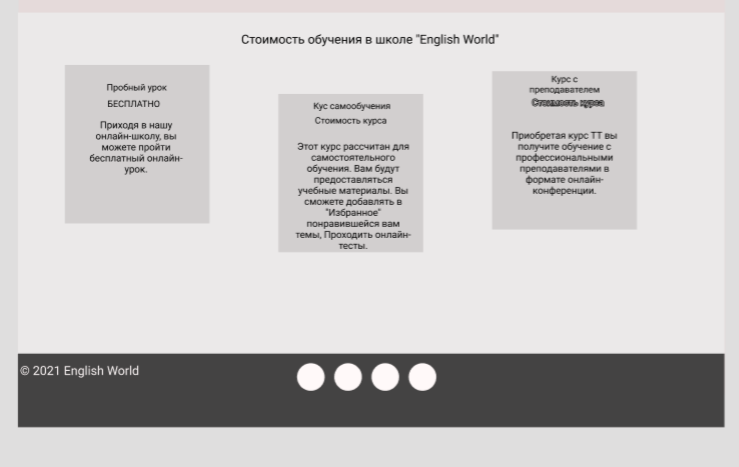 Стоимость обучения в школе "English World"
Пробный урок
БЕСПЛАТНО
Приходя в нашу
онлайн-школу, вы
можете пройти
бесплатный онлайн-
урок.
Кус самообучения
Стоимость курса
Этот курс рассчитан для
самостоятельного
обучения. Вам будут
предоставляться
учебные материалы. Вы
сможете добавлять в
"Избранное"
понравившейся вам
темы, Проходить онлайн-
тесты.
Курс с
преподавателем
Стоимость курса
Приобретая курс ТТ вы
получите обучение с
профессиональными
преподавателями в
формате онлайн-
конференции.
© 2021 English World